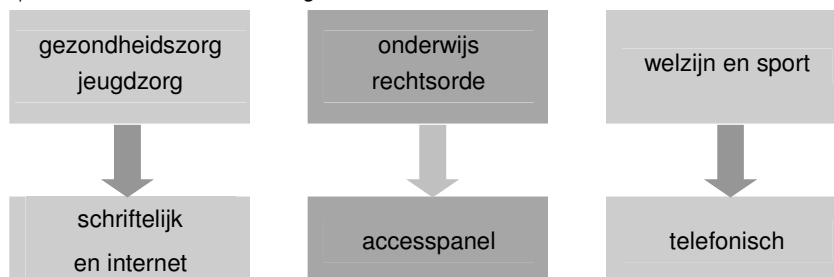 gezondheidszorg
jeugdzorg
onderwijs
rechtsorde
welzijn en sport
schriftelijk
en internet
accesspanel
telefonisch